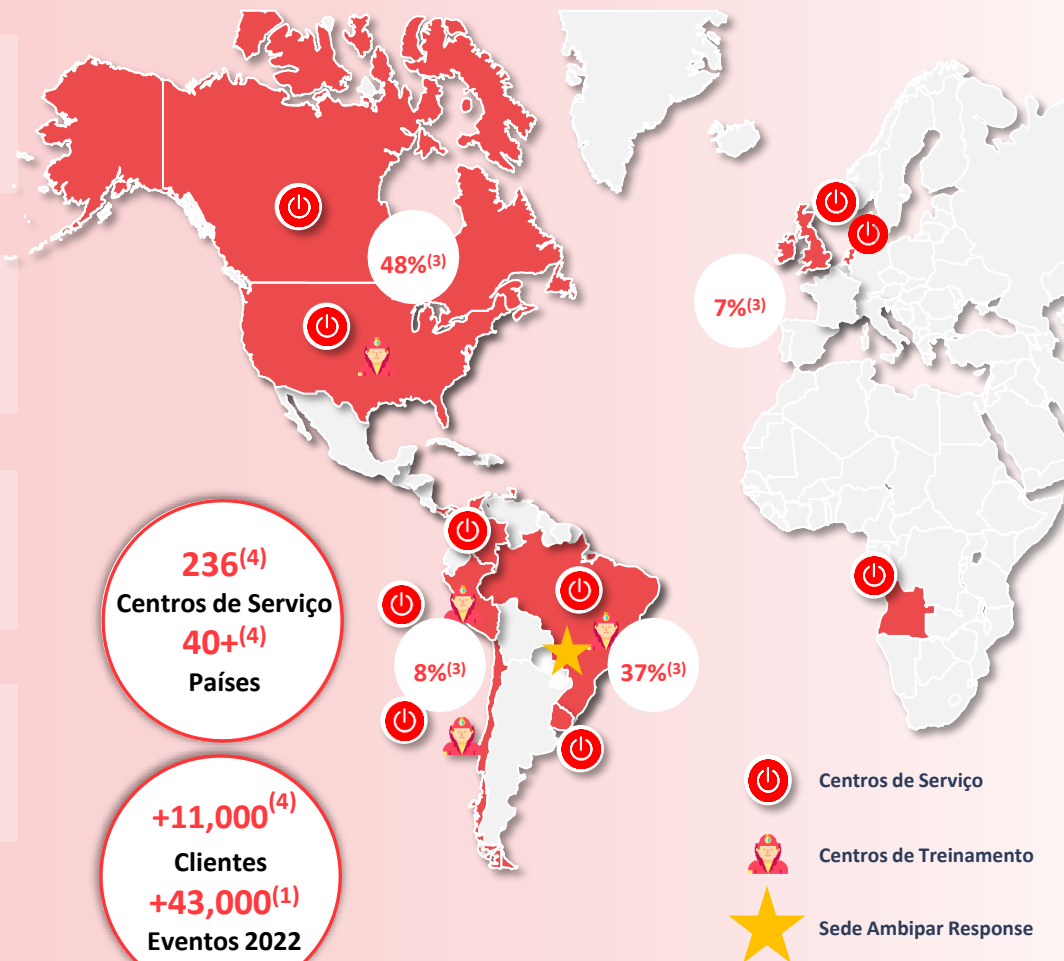 48%(3)
7%(3)
236(4)
Centros de Serviço
40+(4)
Países
8%(3)
37%(3)
+11,000(4)
Clientes
+43,000(1)
Eventos 2022
Centros de Serviço
Centros de Treinamento
Sede Ambipar Response